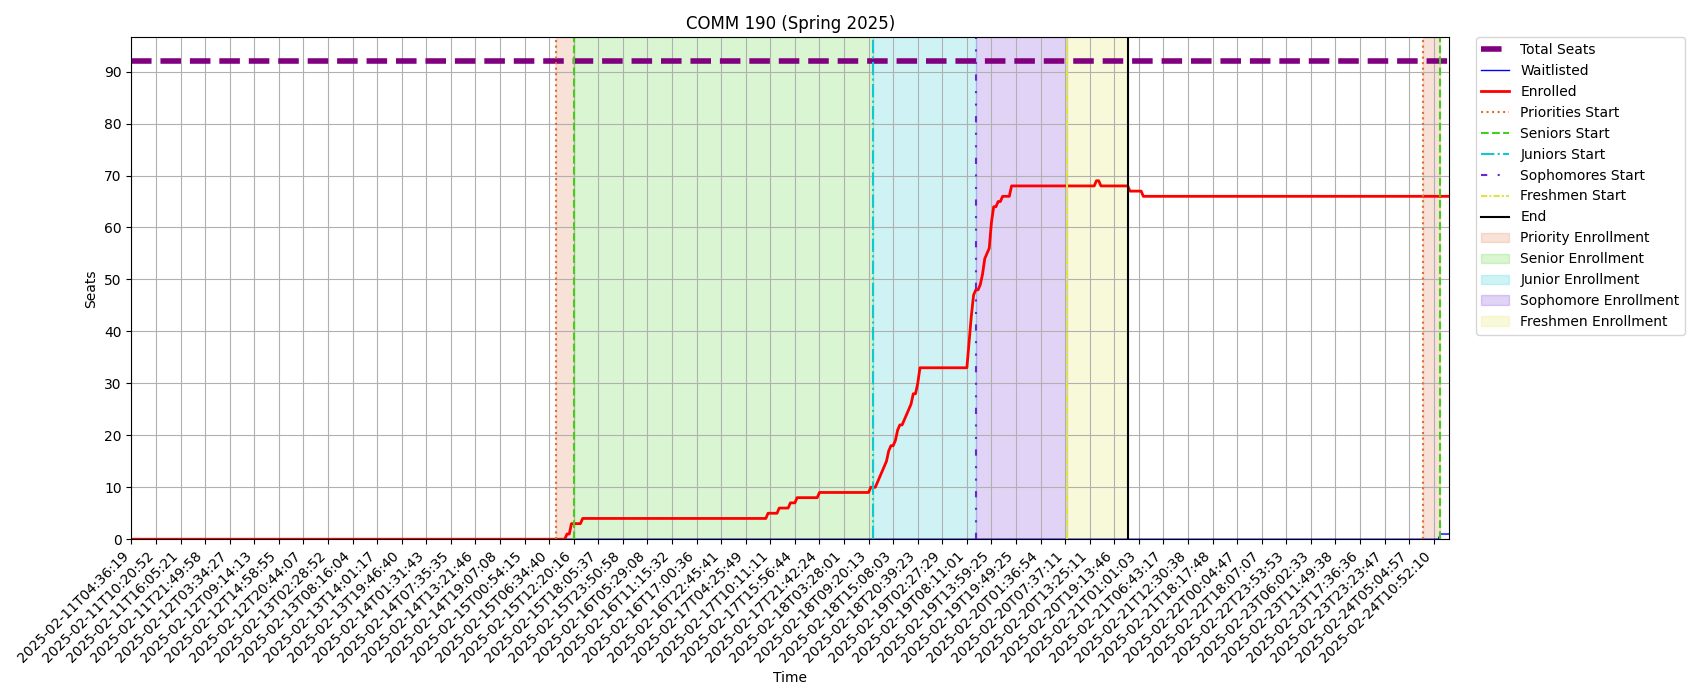 COMM 190 (Spring 2025)
Seats
90
80
70
60
50
40
30
20
10
0
2025-02-11T04:36:19
2025-02-11T10:20:52
2025-02-11T16:05:21
2025-02-11T21:49:58
2025-02-12T03:34:27
2025-02-12T09:14:13
2025-02-12T14:58:55
2025-02-12T20:44:07
2025-02-13T02:28:52
2025-02-13T08:16:04
2025-02-13T14:01:17
2025-02-13T19:46:40
2025-02-14T01:31:43
2025-02-14T07:35:35
2025-02-14T13:21:46
2025-02-14T19:07:08
2025-02-15T00:54:15
2025-02-15T06:34:40
2025-02-15T12:20:16
2025-02-15T18:05:37
2025-02-15T23:50:58
2025-02-16T05:29:08
2025-02-16T11:15:32
2025-02-16T17:00:36
2025-02-16T22:45:41
2025-02-17T04:25:49
2025-02-17T10:11:11
2025-02-17T15:56:44
2025-02-17T21:42:24
2025-02-18T03:28:01
2025-02-18T09:20:13
2025-02-18T15:08:03
2025-02-18T20:39:23
2025-02-19T02:27:29
2025-02-19T08:11:01
2025-02-19T13:59:25
2025-02-19T19:49:25
2025-02-20T01:36:54
2025-02-20T07:37:11
2025-02-20T13:25:11
2025-02-20T19:13:46
2025-02-21T01:01:03
2025-02-21T06:43:17
2025-02-21T12:30:38
2025-02-21T18:17:48
2025-02-22T00:04:47
2025-02-22T18:07:07
2025-02-22T23:53:53
2025-02-23T06:02:33
2025-02-23T11:49:38
2025-02-23T17:36:36
2025-02-23T23:23:47
2025-02-24T05:04:57
2025-02-24T10:52:10
Time
Total Seats
Waitlisted
Enrolled
Priorities Start
Seniors Start
Juniors Start
Sophomores Start
Freshmen Start
End
Priority Enrollment
Senior Enrollment
Junior Enrollment
Sophomore Enrollment
Freshmen Enrollment